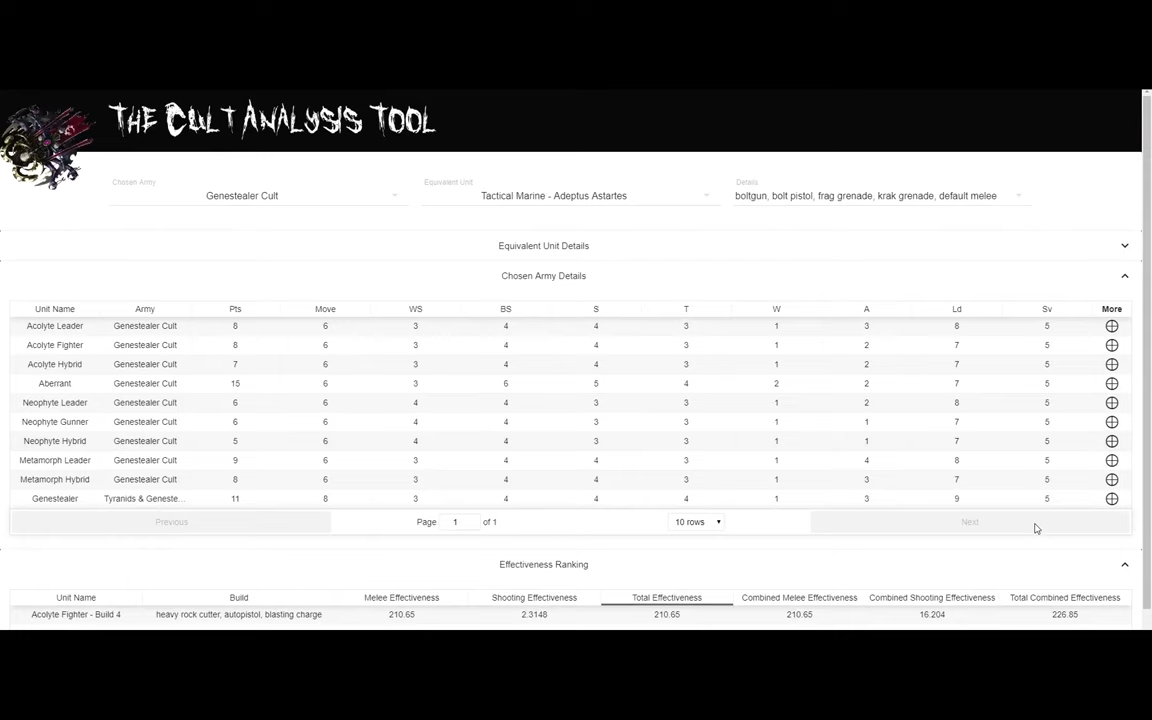 The Cult Analysis Tool
Chosen Army Equivalent Unit Details
Genestealer Cult Tactical Marine - Adeptus Astartes boltgun, bolt pistol, frag grenade, krak grenade, default melee
Equivalent Unit Details
Chosen Army Details
Unit Name Army Pts Move WS BS S T W A Ld Sv More
Acolyte Leader Genestealer Cult 8 6 3 4 4 3 1 3 8 5
Acolyte Fighter Genestealer Cult 8 6 3 4 4 3 1 2 7 5
Acolyte Hybrid Genestealer Cult 7 6 3 4 4 3 1 2 7 5
Aberrant Genestealer Cult 15 6 3 6 5 4 2 2 7 5
Neophyte Leader Genestealer Cult 6 6 4 4 3 3 1 2 8 5
Neophyte Gunner Genestealer Cult 6 6 4 4 3 3 1 1 7 5
Neophyte Hybrid Genestealer Cult 5 6 4 4 3 3 1 1 7 5
Metamorph Leader Genestealer Cult 9 6 3 4 4 3 1 4 8 5
Metamorph Hybrid Genestealer Cult 8 6 3 4 4 3 1 3 7 5
Genestealer Tyranids & Geneste... 11 8 3 4 4 4 1 3 9 5
Previous Page 1 of 1 10 rows Next
Effectiveness Ranking
Unit Name Build Melee Effectiveness Shooting Effectiveness Total Effectiveness Combined Melee Effectiveness Combined Shooting Effectiveness Total Combined Effectiveness
Acolyte Fighter - Build 4 heavy rock cutter, autopistol, blasting charge 210.65 2.3148 210.65 210.65 16.204 226.85